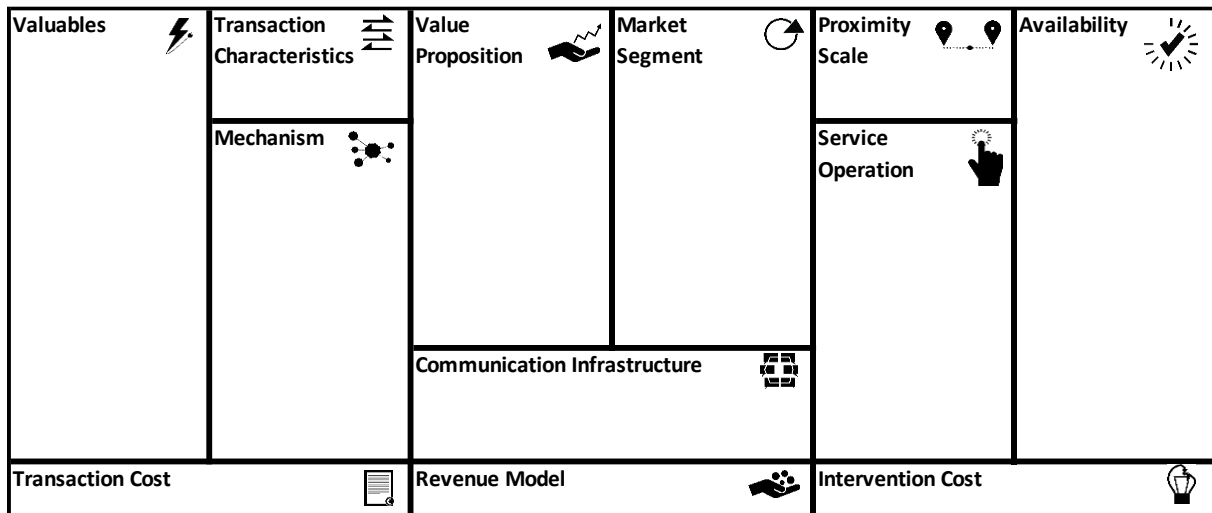 Valuables
Transaction
Characteristics
Value
Proposition
Market
Segment
Proximity
Scale
Availability
Mechanism
Service
Operation
Communication Infrastructure
Transaction Cost
Revenue Model
Intervention Cost